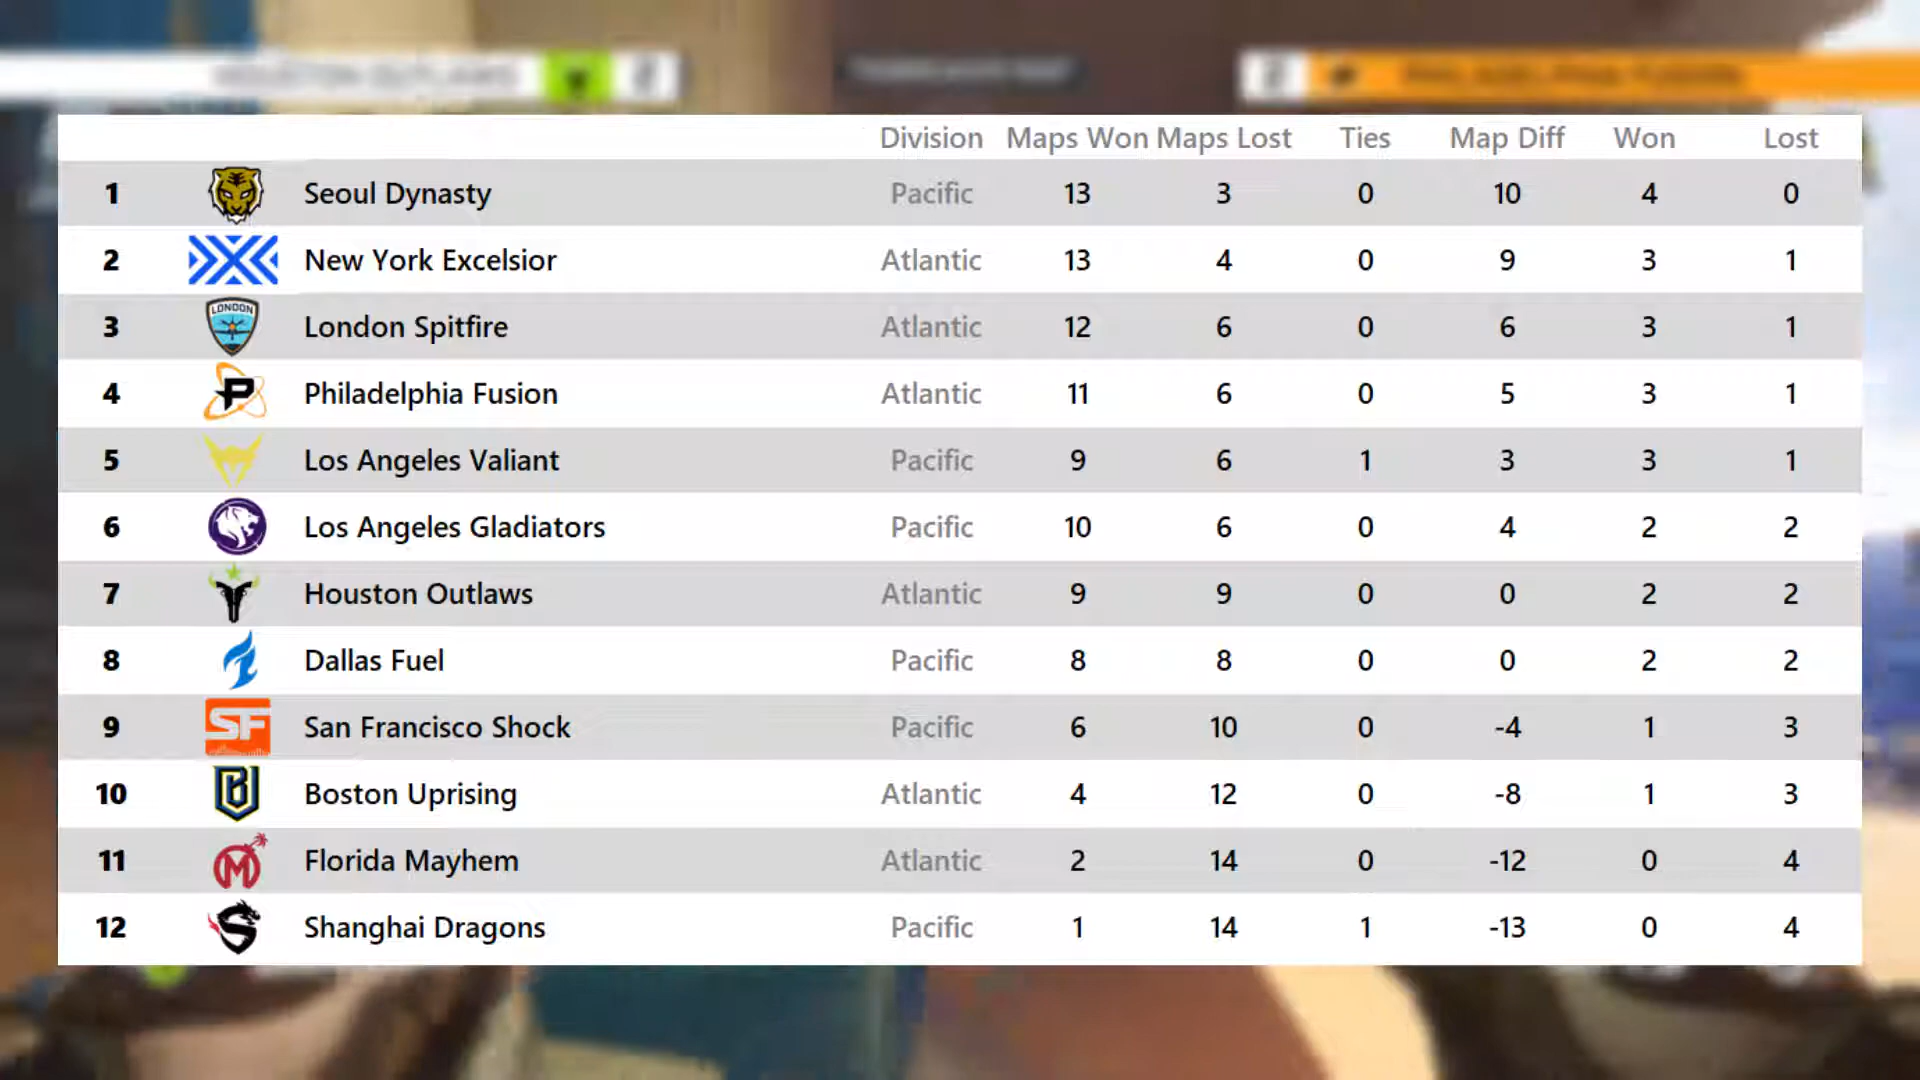 Division Maps Won Maps Lost Ties Map Diff Won Lost
1 Seoul Dynasty Pacific 13 3 0 10 4 0
2 New York Excelsior Atlantic 13 4 0 9 3 1
3 LONDON London Spitfire Atlantic 12 6 0 6 3 1
4 P Philadelphia Fusion Atlantic 11 6 0 5 3 1
5 Los Angeles Valiant Pacific 9 6 1 3 3 1
6 Los Angeles Gladiators Pacific 10 6 0 4 2 2
7 Houston Outlaws Atlantic 9 9 0 0 2 2
8 Dallas Fuel Pacific 8 8 0 0 2 2
9 SF San Francisco Shock Pacific 6 10 0 -4 1 3
10 B Boston Uprising Atlantic 4 12 0 -8 1 3
11 M Florida Mayhem Atlantic 2 14 0 -12 0 4
12 S Shanghai Dragons Pacific 1 14 1 -13 0 4